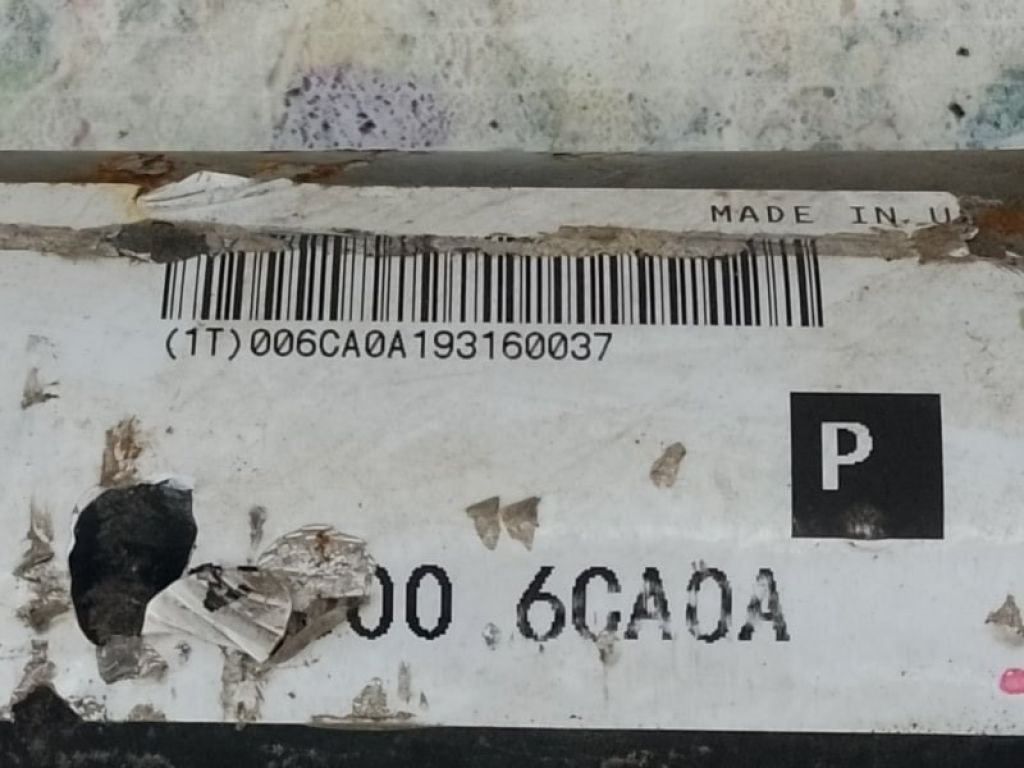 MADE IN U
(1T)006CA0A193160037
P
00 6CA0A